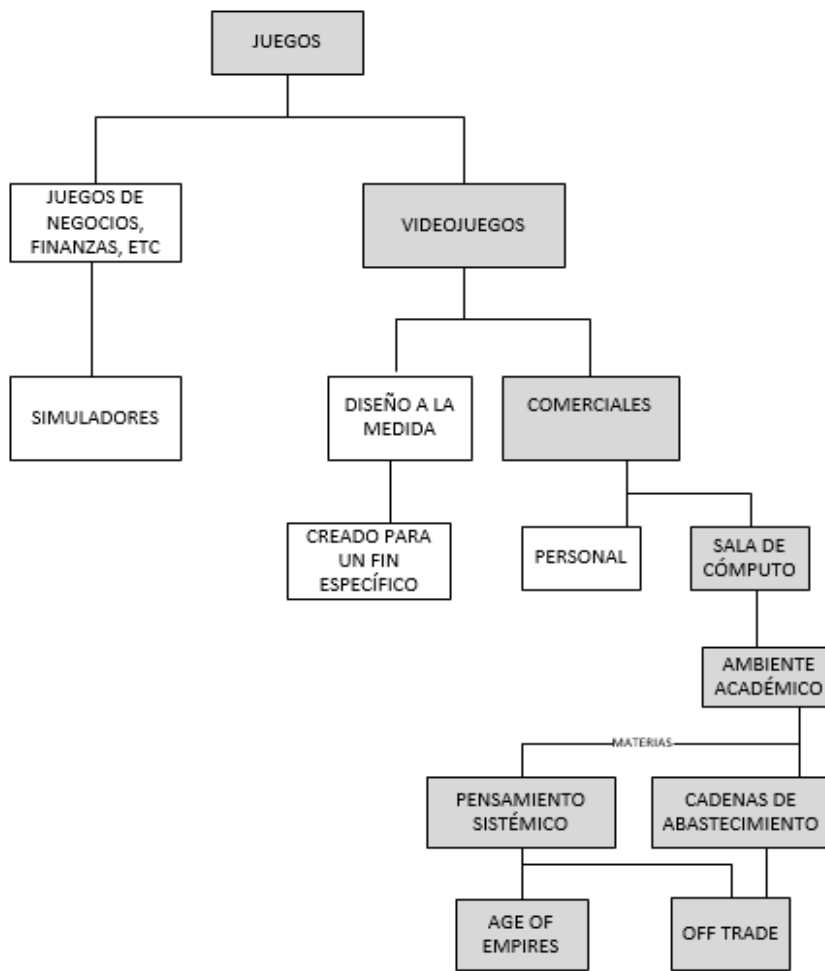 JUEGOS
JUEGOS DE
NEGOCIOS,
FINANZAS, ETC
VIDEOJUEGOS
SIMULADORES
DISEÑO A LA
MEDIDA
COMERCIALES
CREADO PARA
UN FIN
ESPECÍFICO
PERSONAL
SALA DE
CÓMPUTO
AMBIENTE
ACADÉMICO
MATERIAS
PENSAMIENTO
SISTÉMICO
CADENAS DE
ABASTECIMIENTO
AGE OF
EMPIRES
OFF TRADE